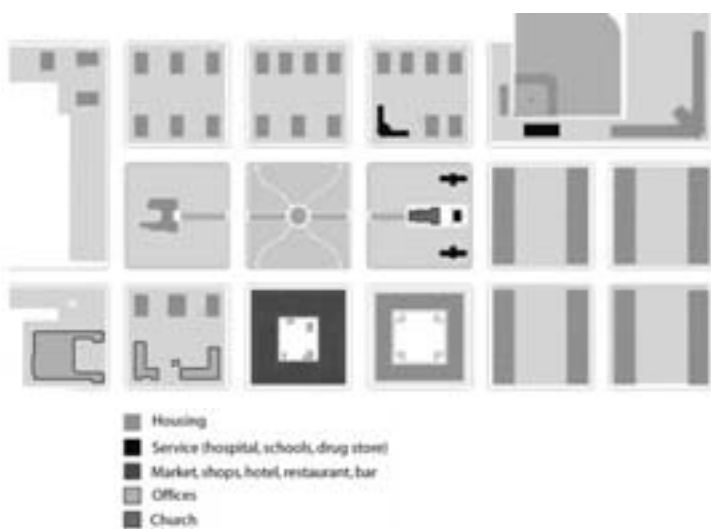 Housing
Service (hospital, schools, drug store)
Market, shops, hotel, restaurant, bar
Offices
Church